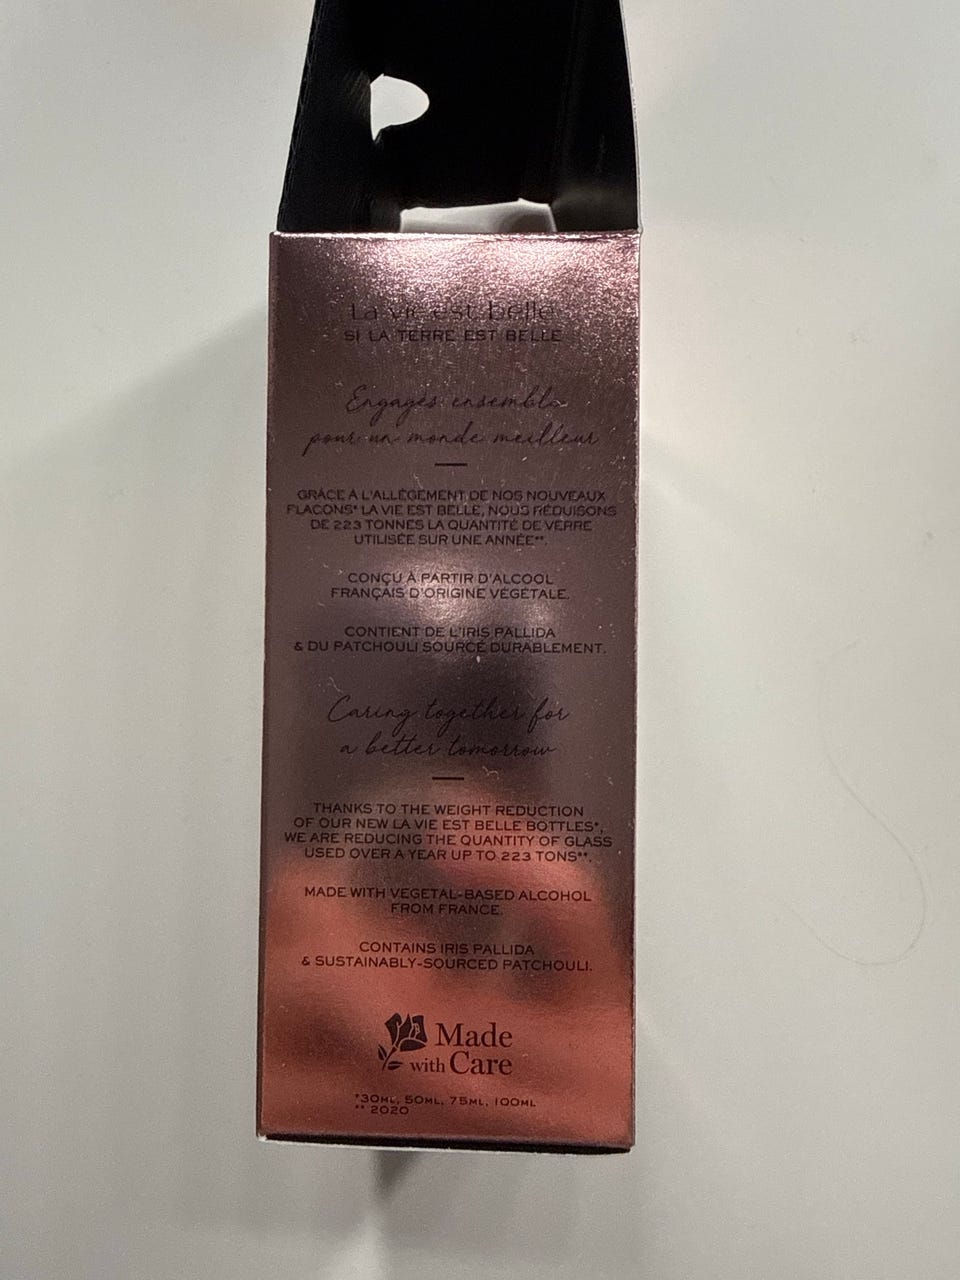 La vie est belle
SI LA TERRE EST BELLE
Engagés ensemble
pour un monde meilleur
GRÂCE À L'ALLÈGEMENT DE NOS NOUVEAUX
FLACONS* LA VIE EST BELLE, NOUS RÉDUISONS
DE 223 TONNES LA QUANTITÉ DE VERRE
UTILISÉE SUR UNE ANNÉE**.
CONÇU À PARTIR D'ALCOOL
FRANÇAIS D'ORIGINE VÉGÉTALE.
CONTIENT DE L'IRIS PALLIDA
& DU PATCHOULI SOURCÉ DURABLEMENT.
Caring together for
a better tomorrow
THANKS TO THE WEIGHT REDUCTION
OF OUR NEW LA VIE EST BELLE BOTTLES*,
WE ARE REDUCING THE QUANTITY OF GLASS
USED OVER A YEAR UP TO 223 TONS**.
MADE WITH VEGETAL-BASED ALCOHOL
FROM FRANCE.
CONTAINS IRIS PALLIDA
& SUSTAINABLY-SOURCED PATCHOULI.
Made
with Care
*30ML, 50ML, 75ML, 100ML
** 2020